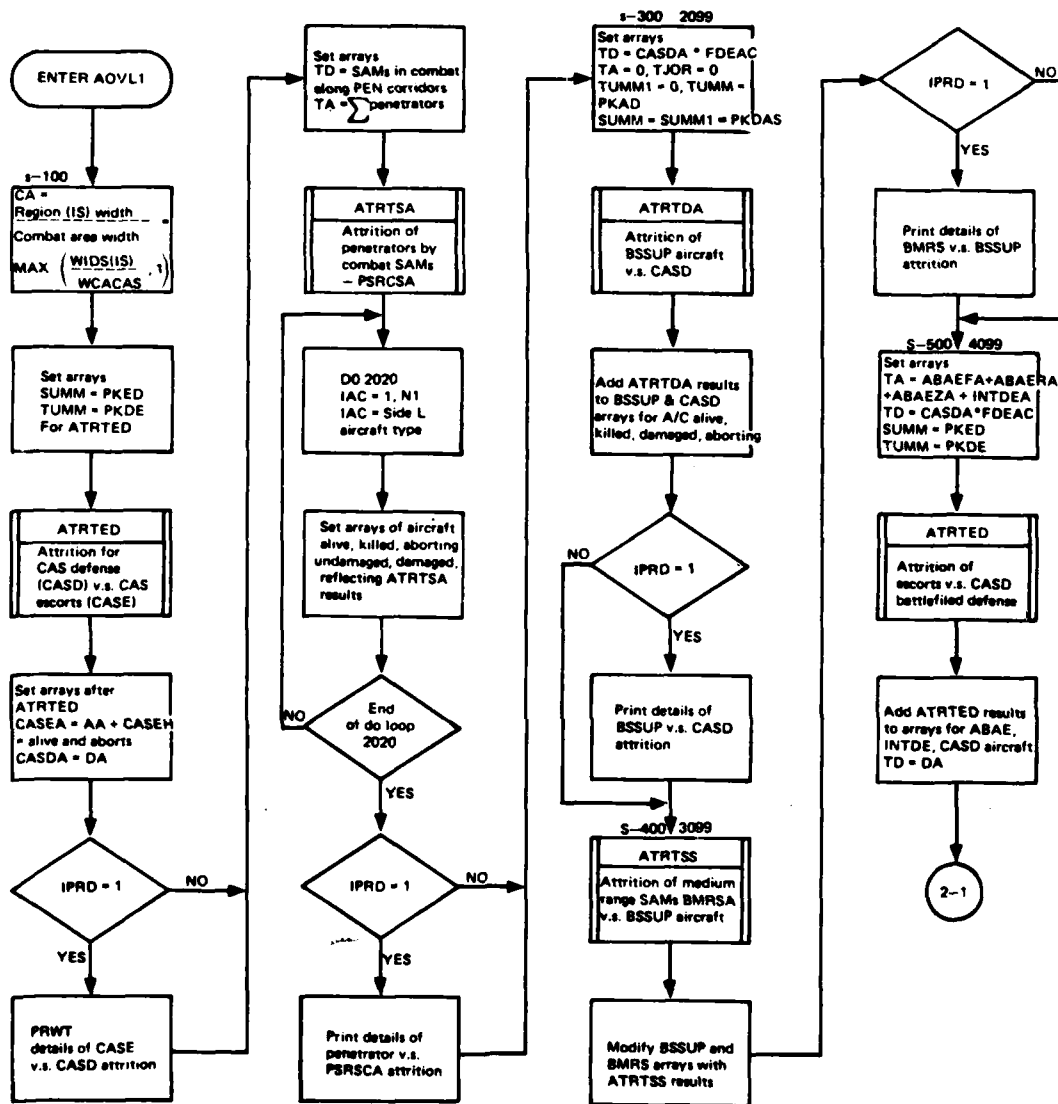 ENTER AOVL1
s-100
CA =
Region (IS) width
Combat area width
MAX (WIDS(IS)/WCACAS, 1)
Set arrays
SUMM = PKED
TUMM = PKDE
For ATRTED
ATRTED
Attrition for
CAS defense
(CASD) v.s. CAS
escorts (CASE)
Set arrays after
ATRTED
CASEA = AA + CASEH
= alive and aborts
CASDA = DA
IPRD = 1
NO
YES
PRWT
details of CASE
v.s. CASD attrition
Set arrays
TD = SAMs in combat
along PEN corridors
TA = ∑ penetrators
ATRTSA
Attrition of
penetrators by
combat SAMs
– PSRCSA
DO 2020
IAC = 1, N1
IAC = Side L
aircraft type
Set arrays of aircraft
alive, killed, aborting
undamaged, damaged,
reflecting ATRTSA
results
End
of do loop
2020
NO
YES
IPRD = 1
NO
YES
Print details of
penetrator v.s.
PSRSCA attrition
s-300 2099
Set arrays
TD = CASDA * FDEAC
TA = 0, TJOR = 0
TUMM1 = 0, TUMM =
PKAD
SUMM = SUMM1 = PKDAS
ATRTDA
Attrition of
BSSUP aircraft
v.s. CASD
Add ATRTDA results
to BSSUP & CASD
arrays for A/C alive,
killed, damaged, aborting
NO
IPRD = 1
YES
Print details of
BSSUP v.s. CASD
attrition
S-400 3099
ATRTSS
Attrition of medium
range SAMs BMRSA
v.s. BSSUP aircraft
Modify BSSUP and
BMRS arrays with
ATRTSS results
IPRD = 1
NO
YES
Print details of
BMRS v.s. BSSUP
attrition
S-500 4099
Set arrays
TA = ABAEFA+ABAERA
+ABAEZA + INTDEA
TD = CASDA*FDEAC
SUMM = PKED
TUMM = PKDE
ATRTED
Attrition of
escorts v.s. CASD
battlefiled defense
Add ATRTED results
to arrays for ABAE,
INTDE, CASD aircraft
TD = DA
2–1